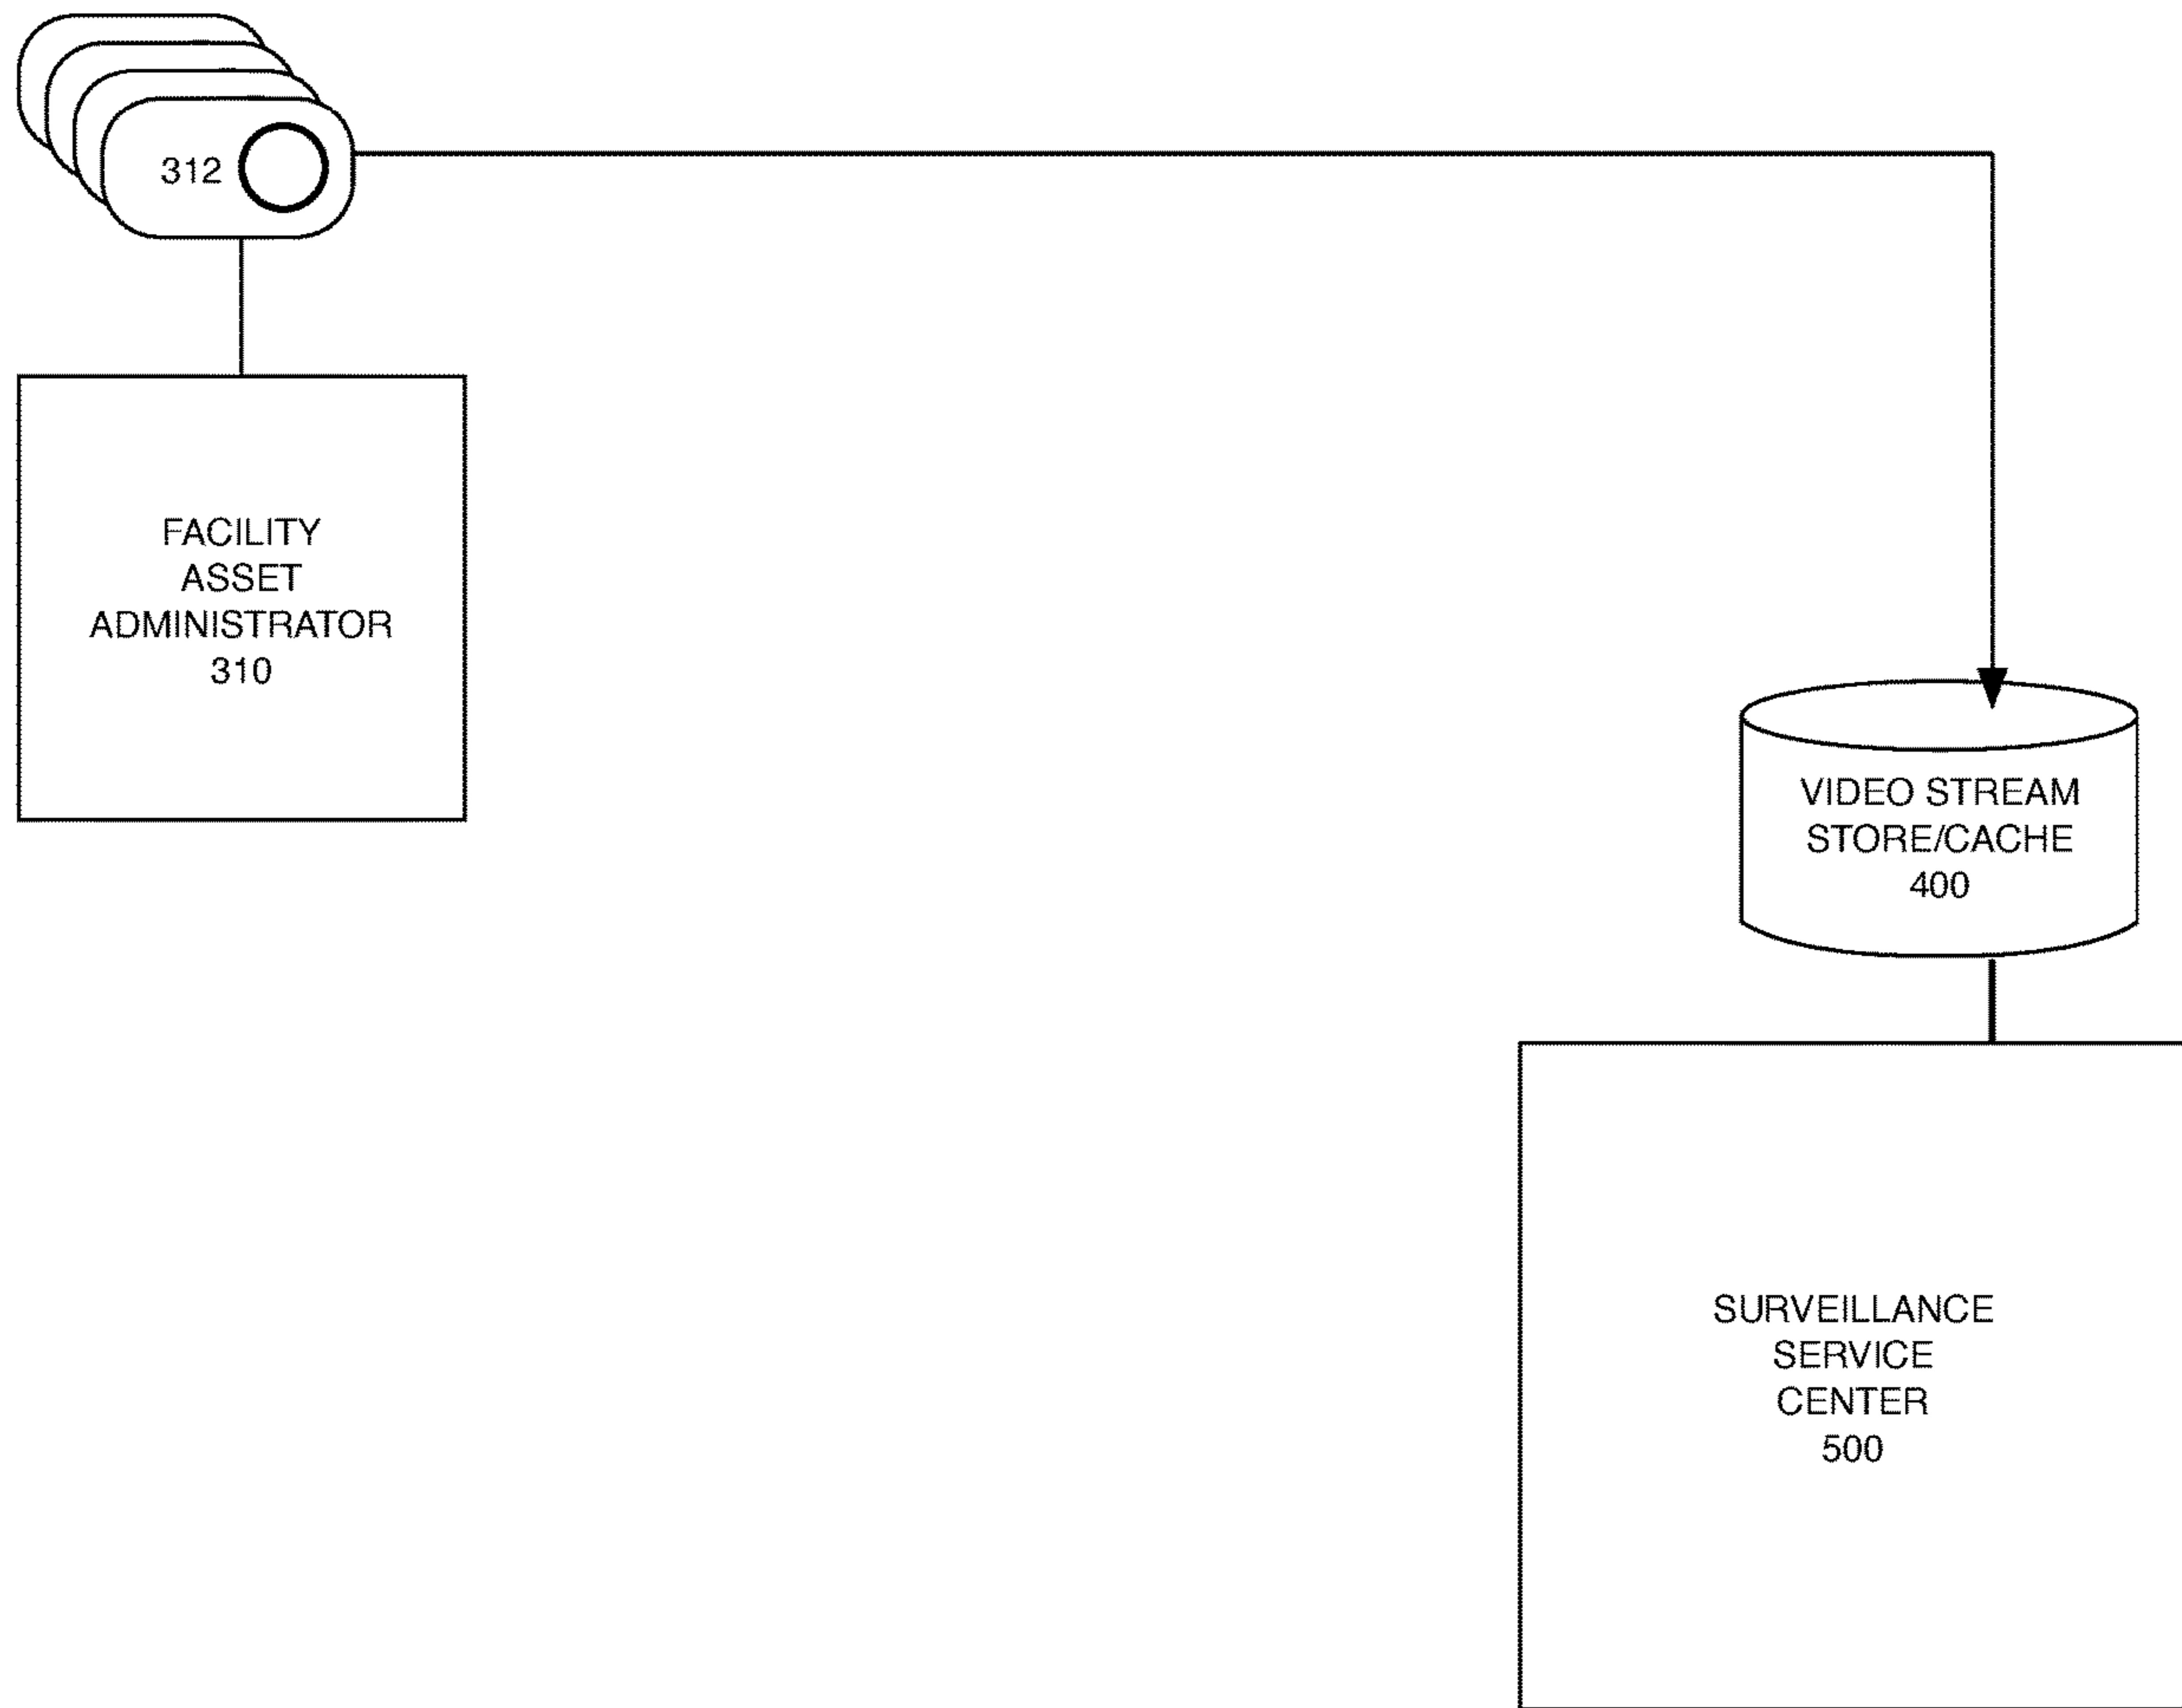 312
FACILITY
ASSET
ADMINISTRATOR
310
VIDEO STREAM
STORE/CACHE
400
SURVEILLANCE
SERVICE
CENTER
500